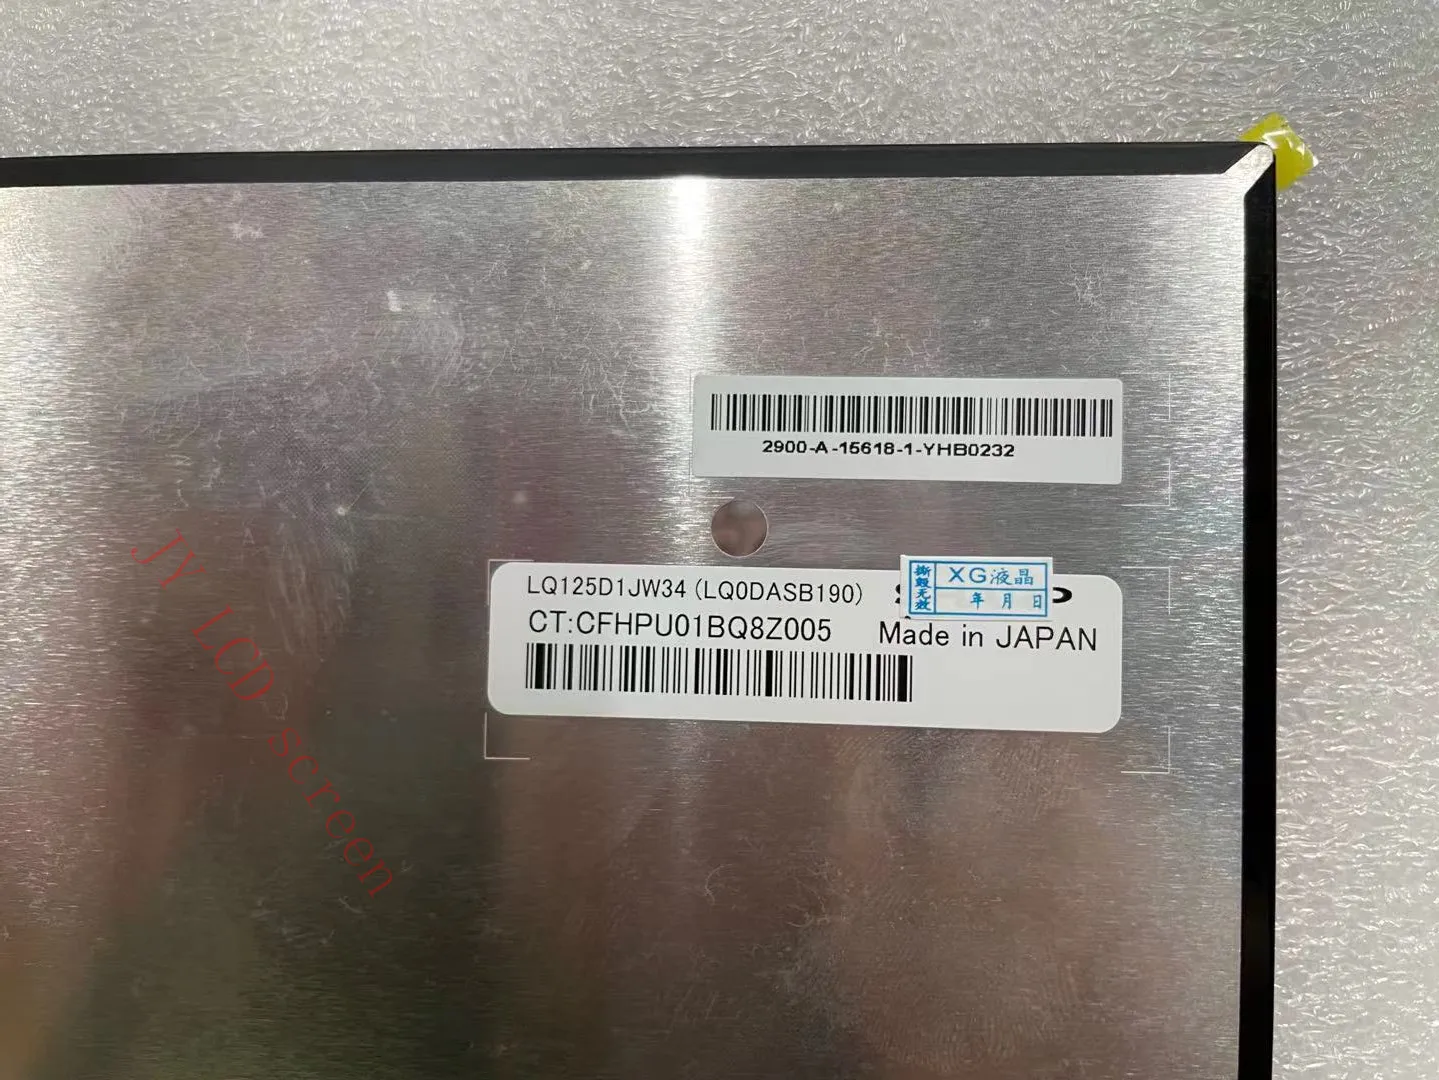 2900-A-15618-1-YHB0232
LQ125D1JW34 (LQ0DASB190)
CT:CFHPU01BQ8Z005
Made in JAPAN
撕毁无效
XG液晶
年 月 日
JY LCD screen